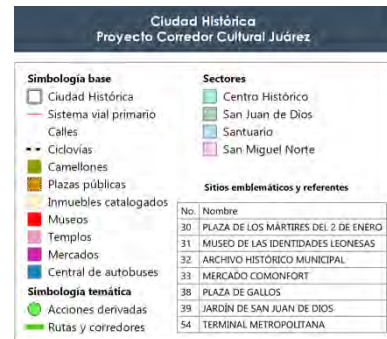 Ciudad Histórica
Proyecto Corredor Cultural Juárez
Simbología base
Ciudad Histórica
Sistema vial primario
Calles
Ciclovías
Camellones
Plazas públicas
Inmuebles catalogados
Museos
Templos
Mercados
Central de autobuses
Simbología temática
Acciones derivadas
Rutas y corredores
Sectores
Centro Histórico
San Juan de Dios
Santuario
San Miguel Norte
Sitios emblemáticos y referentes
No. Nombre
30 PLAZA DE LOS MÁRTIRES DEL 2 DE ENERO
31 MUSEO DE LAS IDENTIDADES LEONESAS
32 ARCHIVO HISTÓRICO MUNICIPAL
33 MERCADO COMONFORT
38 PLAZA DE GALLOS
39 JARDÍN DE SAN JUAN DE DIOS
54 TERMINAL METROPOLITANA